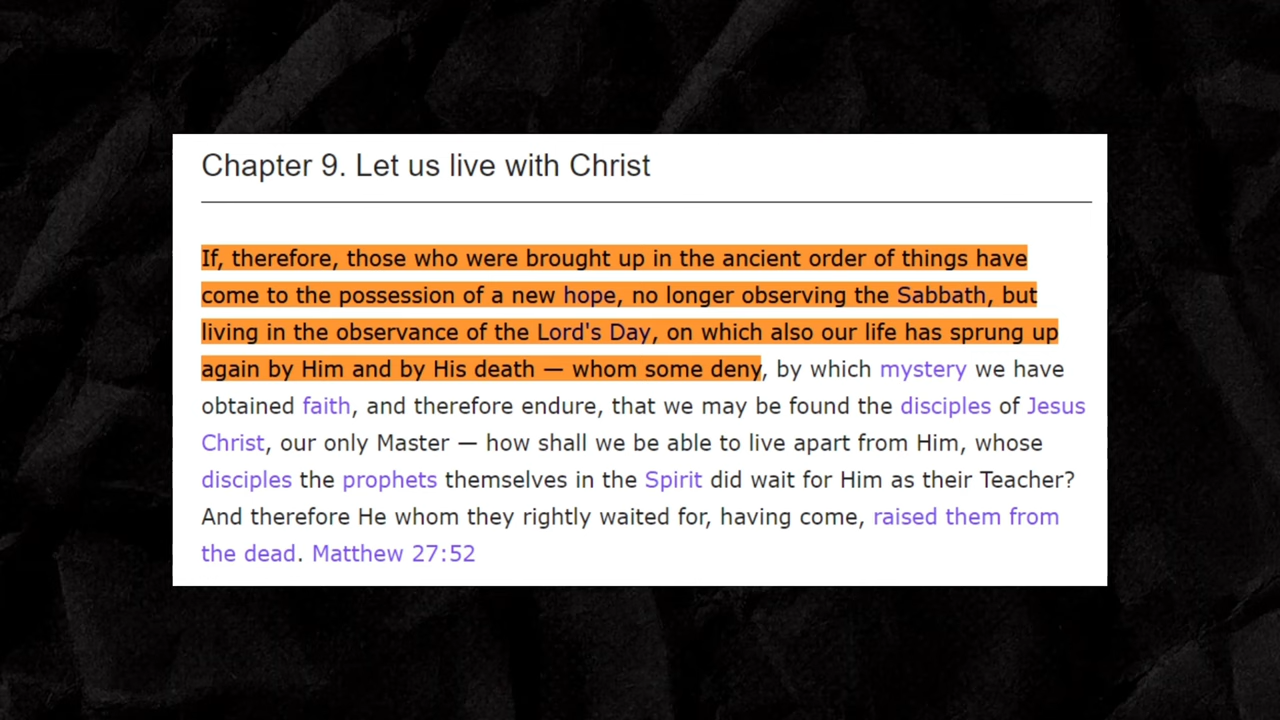 Chapter 9. Let us live with Christ
If, therefore, those who were brought up in the ancient order of things have
come to the possession of a new hope, no longer observing the Sabbath, but
living in the observance of the Lord's Day, on which also our life has sprung up
again by Him and by His death — whom some deny, by which mystery we have
obtained faith, and therefore endure, that we may be found the disciples of Jesus
Christ, our only Master — how shall we be able to live apart from Him, whose
disciples the prophets themselves in the Spirit did wait for Him as their Teacher?
And therefore He whom they rightly waited for, having come, raised them from
the dead. Matthew 27:52